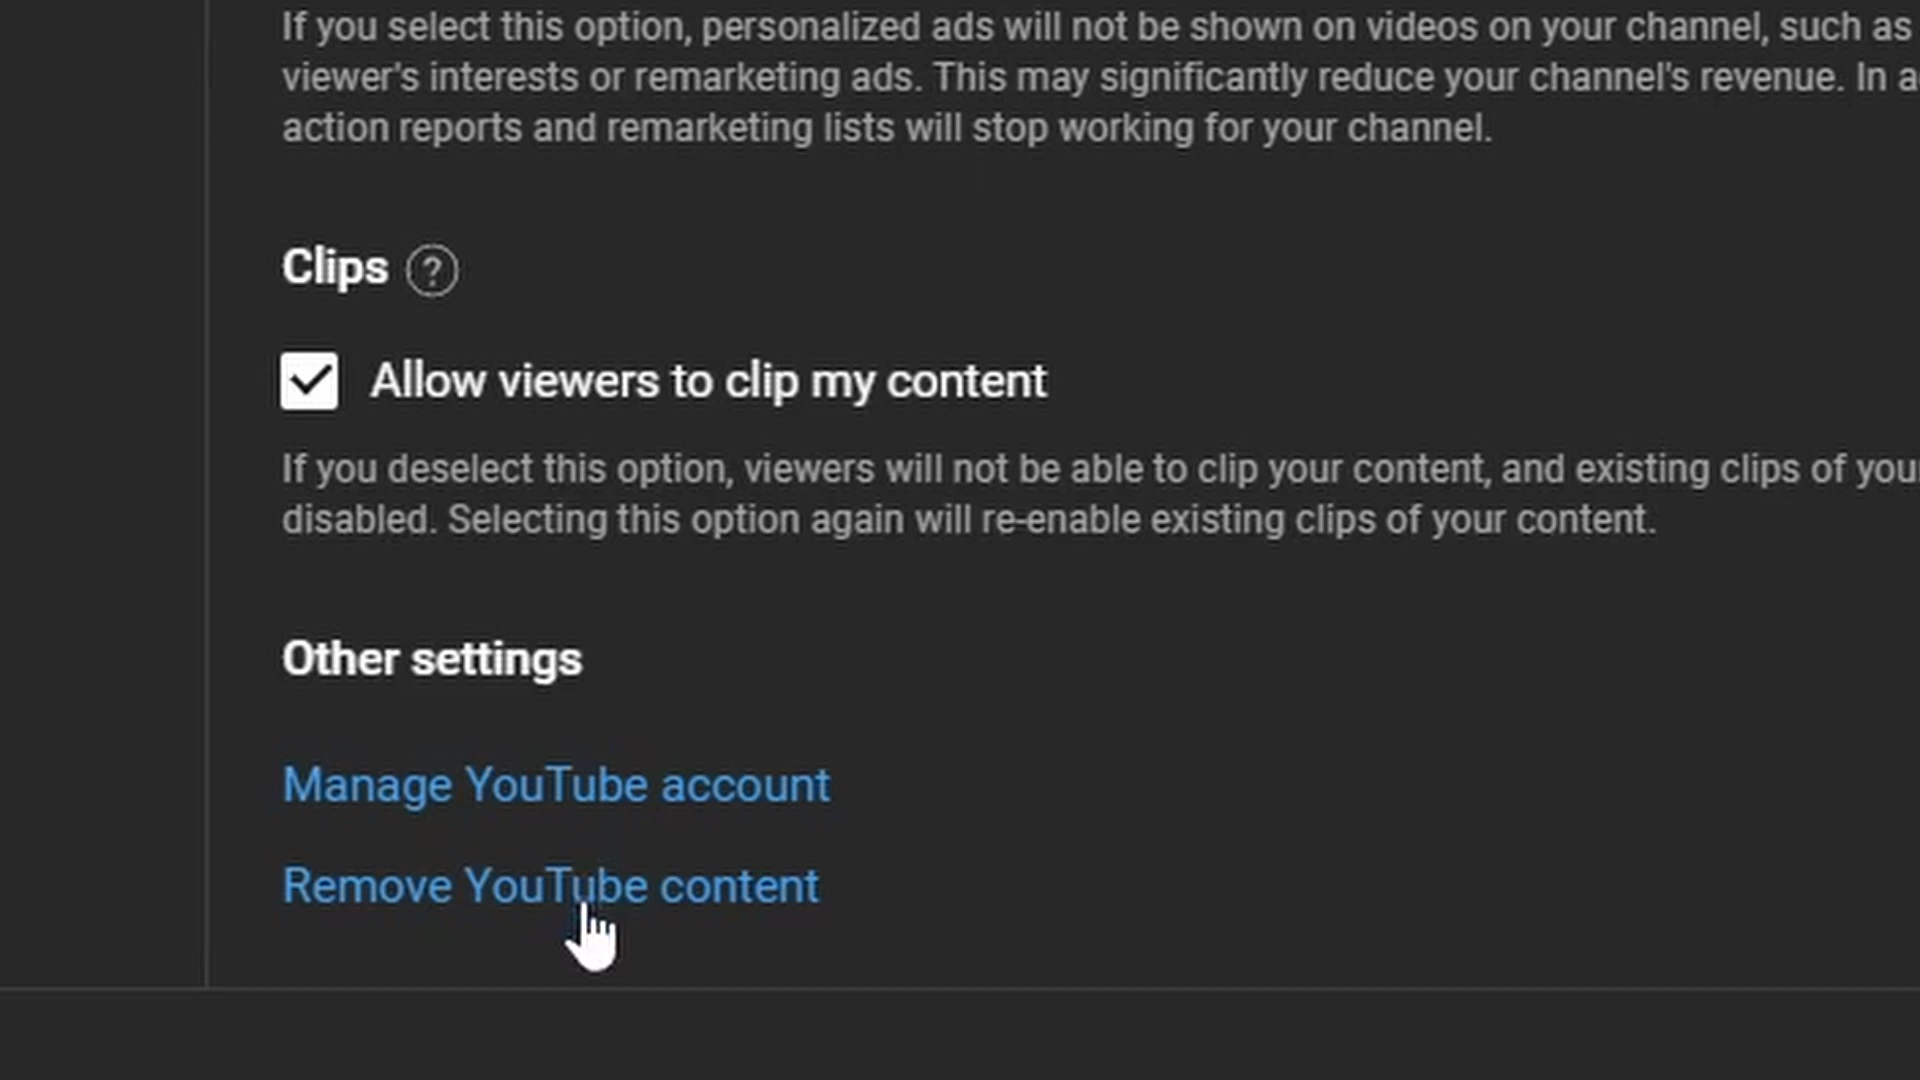 If you select this option, personalized ads will not be shown on videos on your channel, such as
viewer's interests or remarketing ads. This may significantly reduce your channel's revenue. In
action reports and remarketing lists will stop working for your channel.
Clips ?
Allow viewers to clip my content
If you deselect this option, viewers will not be able to clip your content, and existing clips of
disabled. Selecting this option again will re-enable existing clips of your content.
Other settings
Manage YouTube account
Remove YouTube content